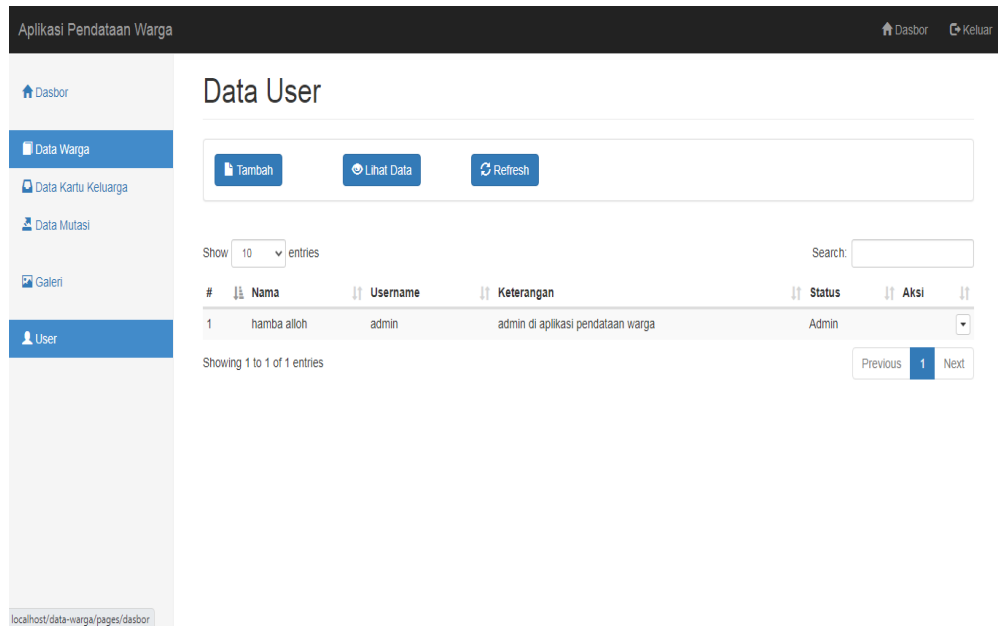 Aplikasi Pendataan Warga Dasbor Keluar
Dasbor
Data Warga
Data Kartu Keluarga
Data Mutasi
Galeri
User
Data User
Tambah Lihat Data Refresh
Show 10 entries Search:
# Nama Username Keterangan Status Aksi
1 hamba alloh admin admin di aplikasi pendataan warga Admin
Showing 1 to 1 of 1 entries Previous 1 Next
localhost/data-warga/pages/dasbor